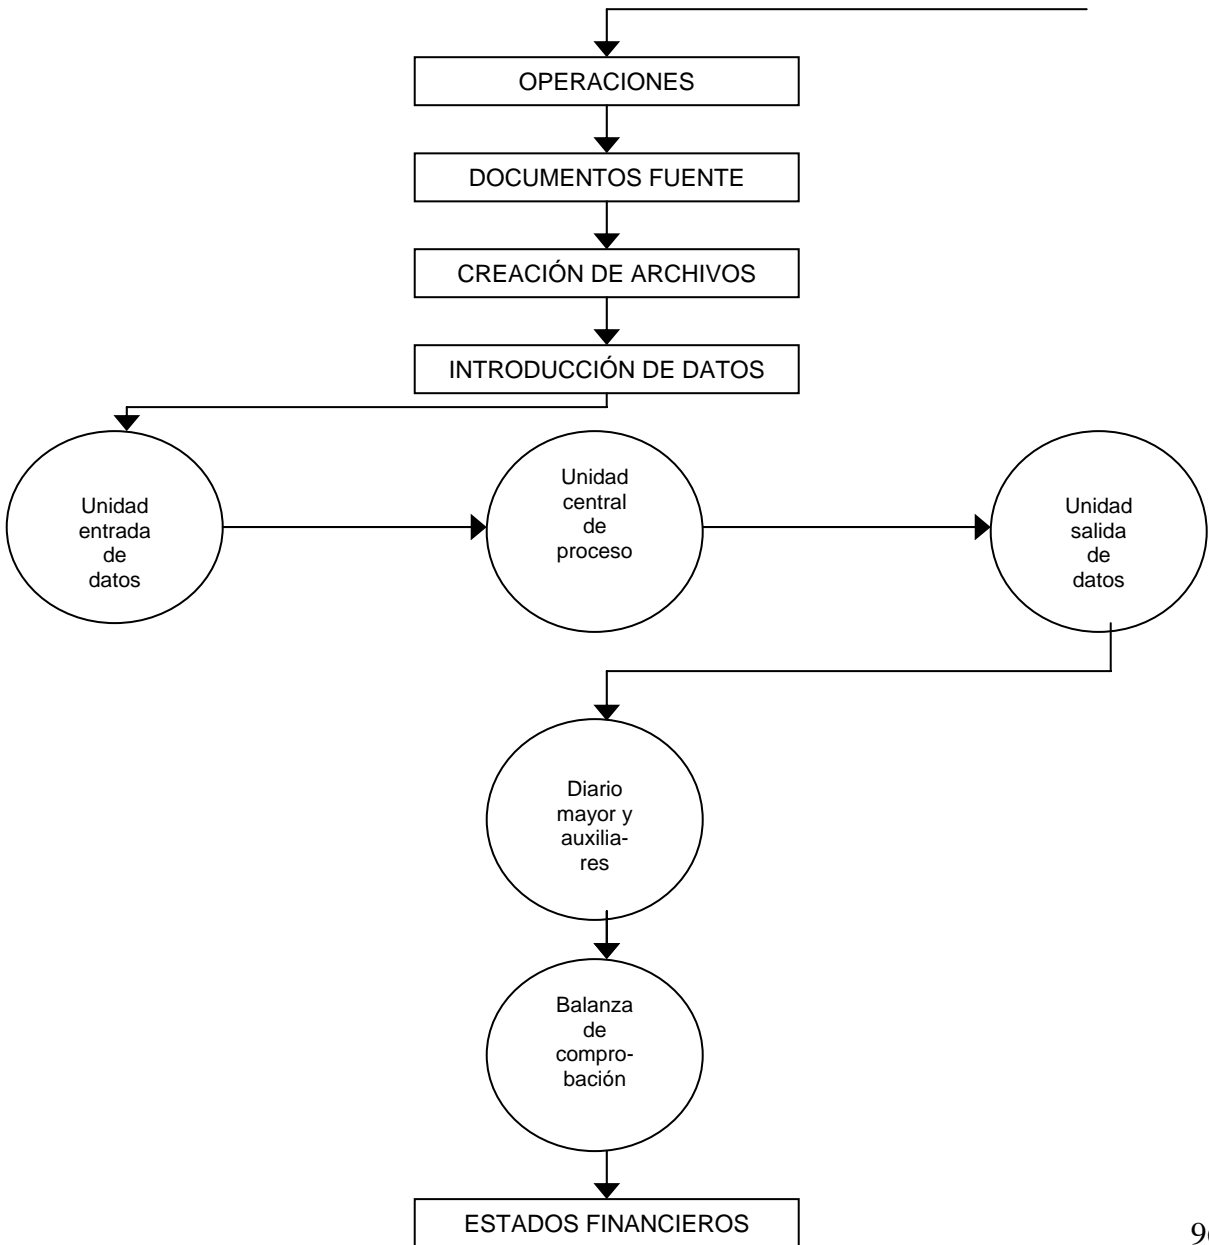 OPERACIONES
DOCUMENTOS FUENTE
CREACIÓN DE ARCHIVOS
INTRODUCCIÓN DE DATOS
Unidad
entrada
de
datos
Unidad
central
de
proceso
Unidad
salida
de
datos
Diario
mayor y
auxilia-
res
Balanza
de
compro-
bación
ESTADOS FINANCIEROS